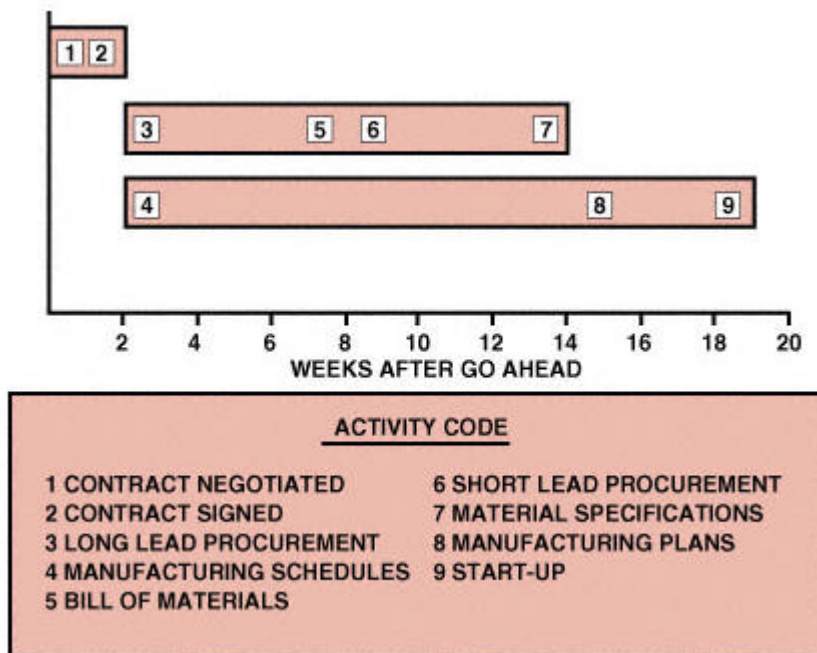 1 2
3 5 6 7
4 8 9
2 4 6 8 10 12 14 16 18 20
WEEKS AFTER GO AHEAD
ACTIVITY CODE
1 CONTRACT NEGOTIATED
2 CONTRACT SIGNED
3 LONG LEAD PROCUREMENT
4 MANUFACTURING SCHEDULES
5 BILL OF MATERIALS
6 SHORT LEAD PROCUREMENT
7 MATERIAL SPECIFICATIONS
8 MANUFACTURING PLANS
9 START-UP